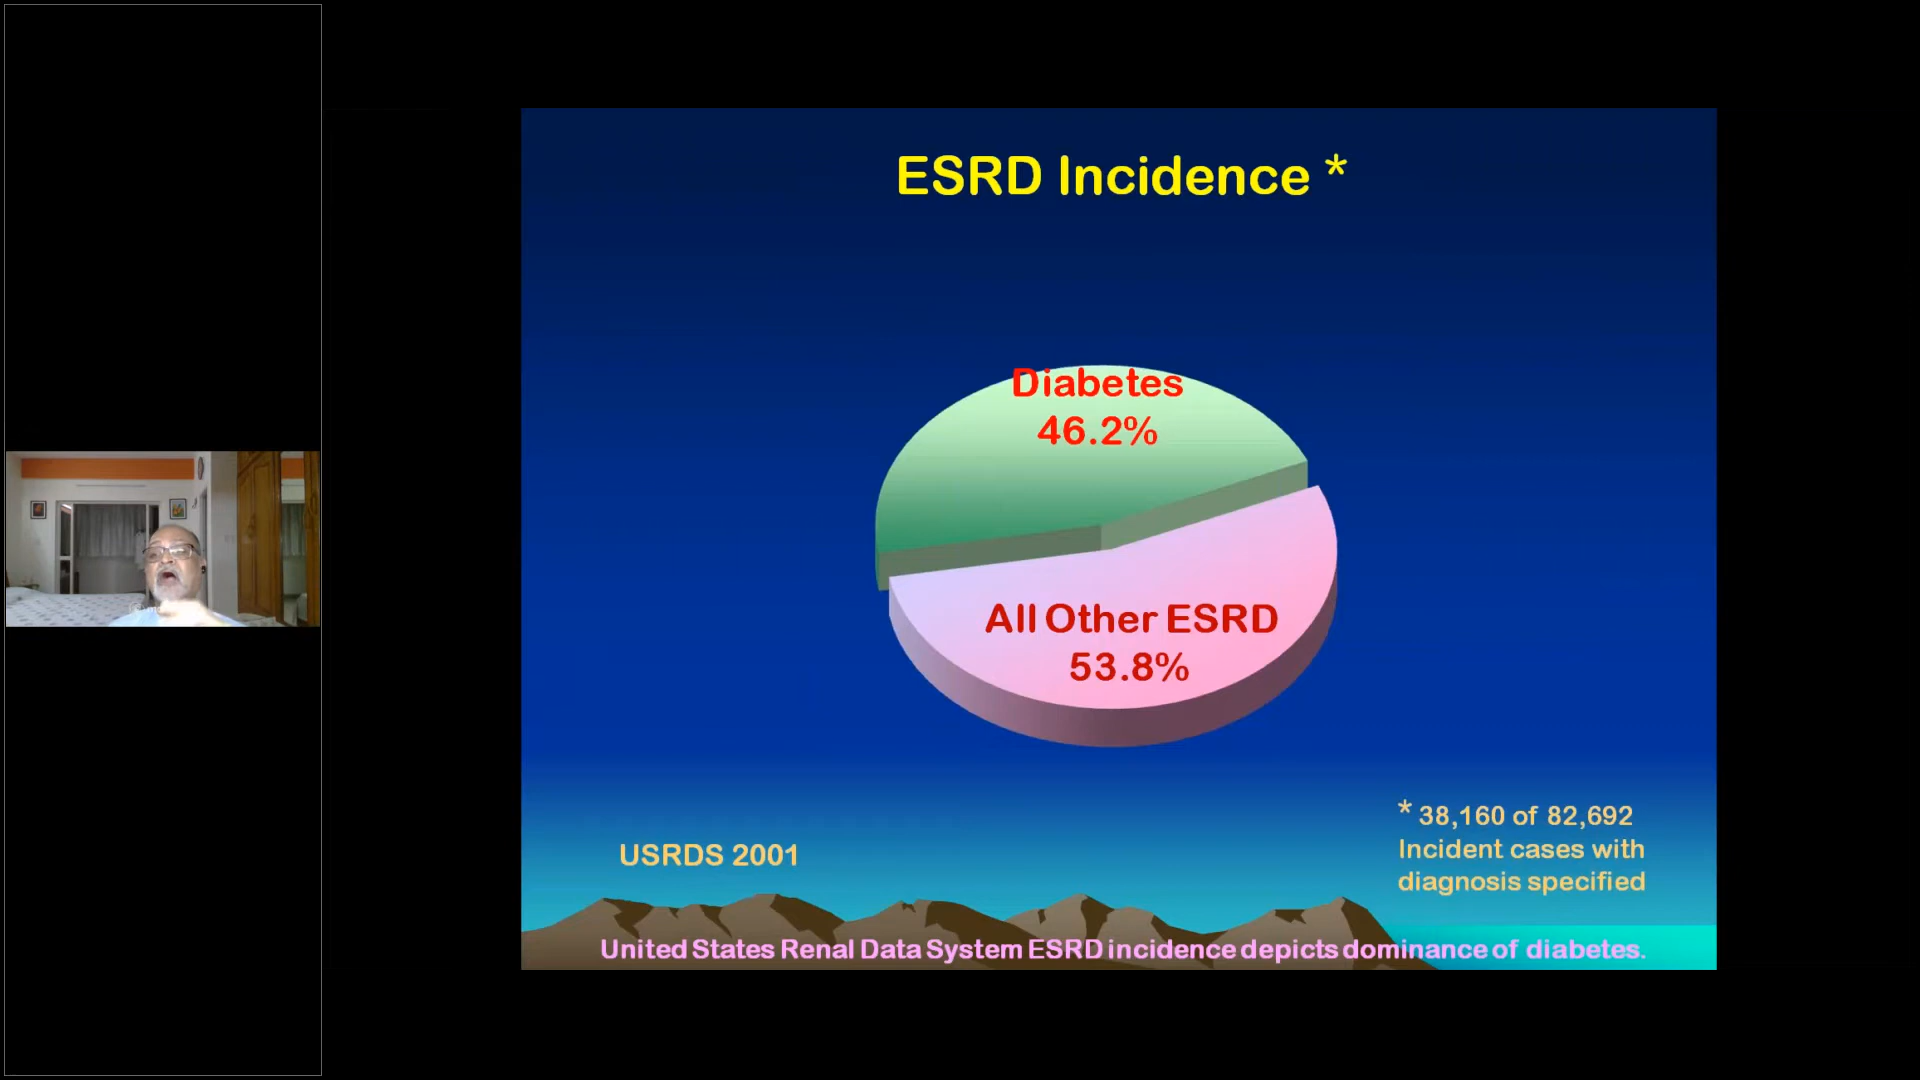 ESRD Incidence *
Diabetes
46.2%
All Other ESRD
53.8%
* 38,160 of 82,692
Incident cases with
diagnosis specified
USRDS 2001
United States Renal Data System ESRD incidence depicts dominance of diabetes.